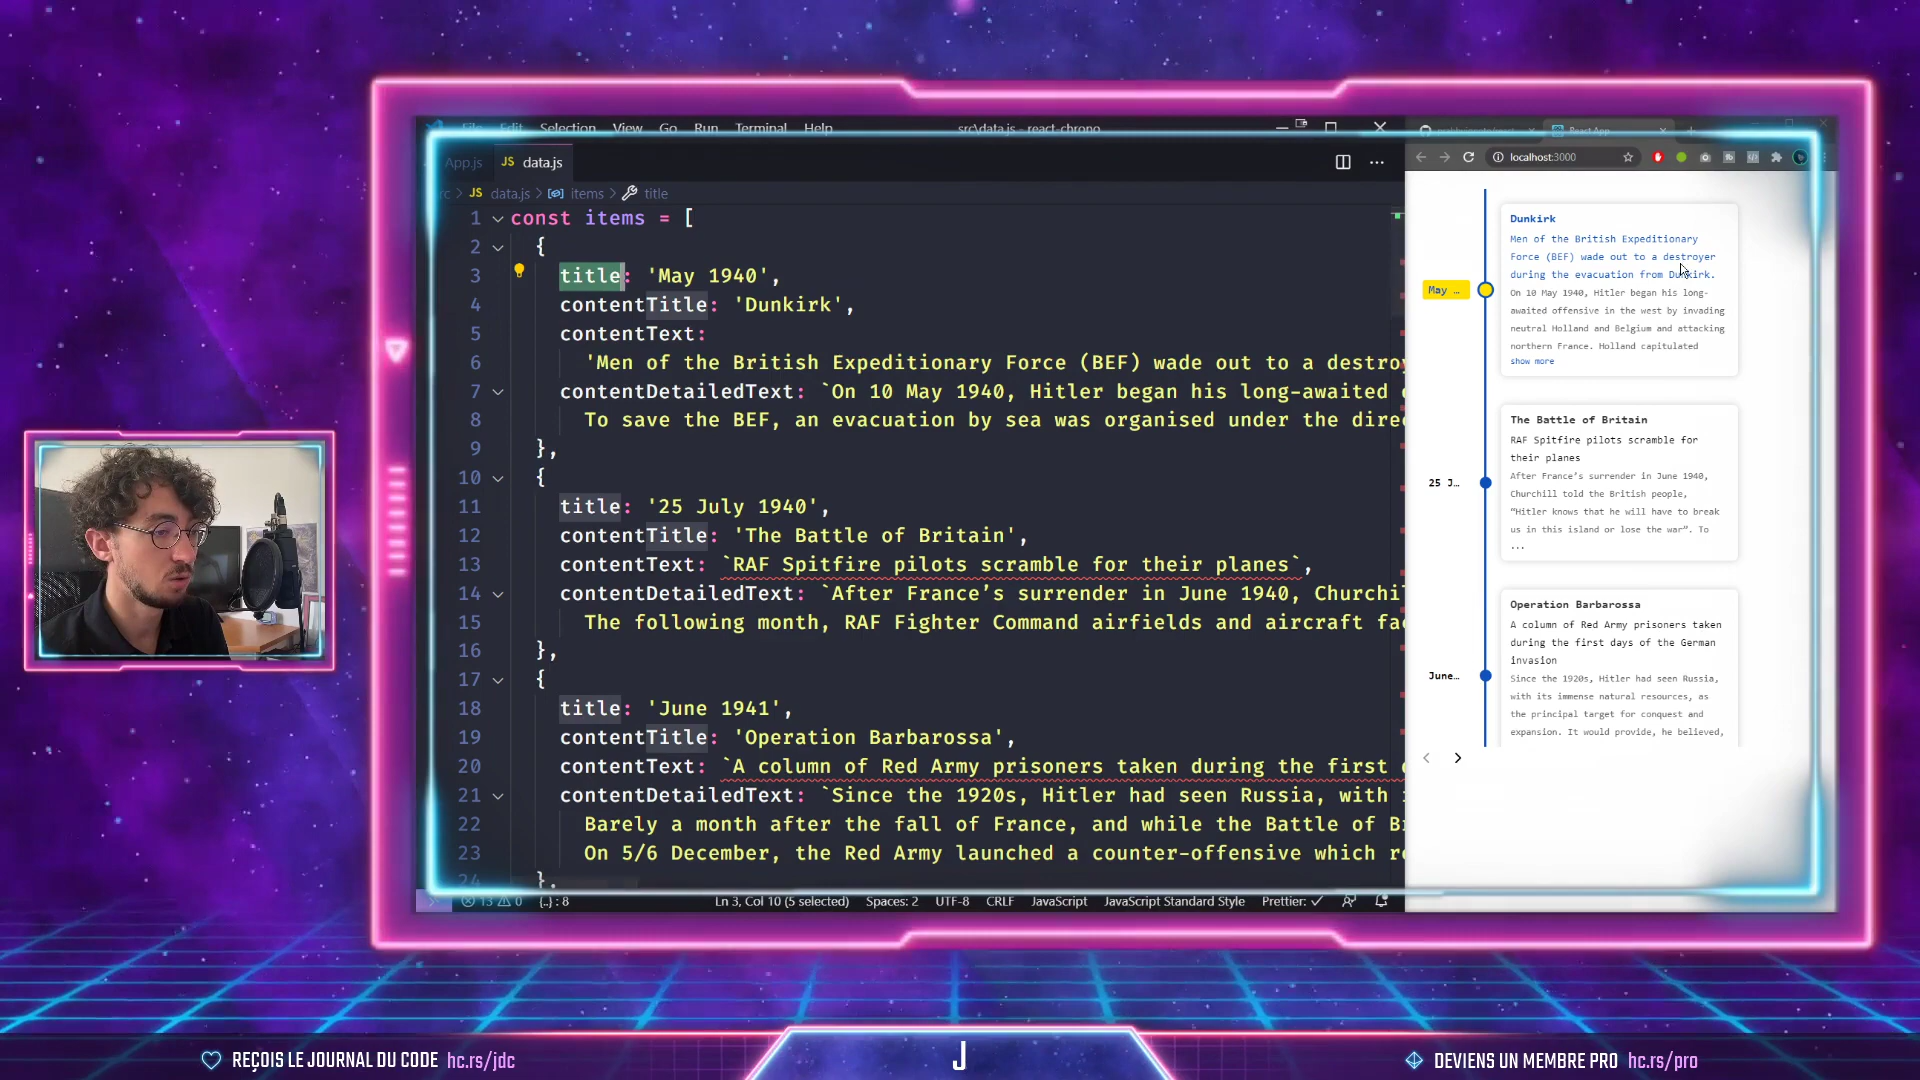 File Edit Selection View Go Run Terminal Help
src\data.js - react-chrono
App.js
JS data.js
JS data.js > items > title
1 const items = [
2 {
3 title: 'May 1940',
4 contentTitle: 'Dunkirk',
5 contentText:
6 'Men of the British Expeditionary Force (BEF) wade out to a destroy
7 contentDetailedText: `On 10 May 1940, Hitler began his long-awaited
8 To save the BEF, an evacuation by sea was organised under the dire
9 },
10 {
11 title: '25 July 1940',
12 contentTitle: 'The Battle of Britain',
13 contentText: `RAF Spitfire pilots scramble for their planes`,
14 contentDetailedText: `After France’s surrender in June 1940, Churchil
15 The following month, RAF Fighter Command airfields and aircraft fa
16 },
17 {
18 title: 'June 1941',
19 contentTitle: 'Operation Barbarossa',
20 contentText: `A column of Red Army prisoners taken during the first
21 contentDetailedText: `Since the 1920s, Hitler had seen Russia, with
22 Barely a month after the fall of France, and while the Battle of B
23 On 5/6 December, the Red Army launched a counter-offensive which r
24 },
13 0 {..} : 8 Ln 3, Col 10 (5 selected) Spaces: 2 UTF-8 CRLF JavaScript JavaScript Standard Style Prettier: ✓
React App
localhost:3000
May ...
Dunkirk
Men of the British Expeditionary
Force (BEF) wade out to a destroyer
during the evacuation from Dunkirk.
On 10 May 1940, Hitler began his long-
awaited offensive in the west by invading
neutral Holland and Belgium and attacking
northern France. Holland capitulated
show more
25 J…
The Battle of Britain
RAF Spitfire pilots scramble for
their planes
After France’s surrender in June 1940,
Churchill told the British people,
“Hitler knows that he will have to break
us in this island or lose the war”. To
...
June…
Operation Barbarossa
A column of Red Army prisoners taken
during the first days of the German
invasion
Since the 1920s, Hitler had seen Russia,
with its immense natural resources, as
the principal target for conquest and
expansion. It would provide, he believed,
REÇOIS LE JOURNAL DU CODE hc.rs/jdc
J
DEVIENS UN MEMBRE PRO hc.rs/pro